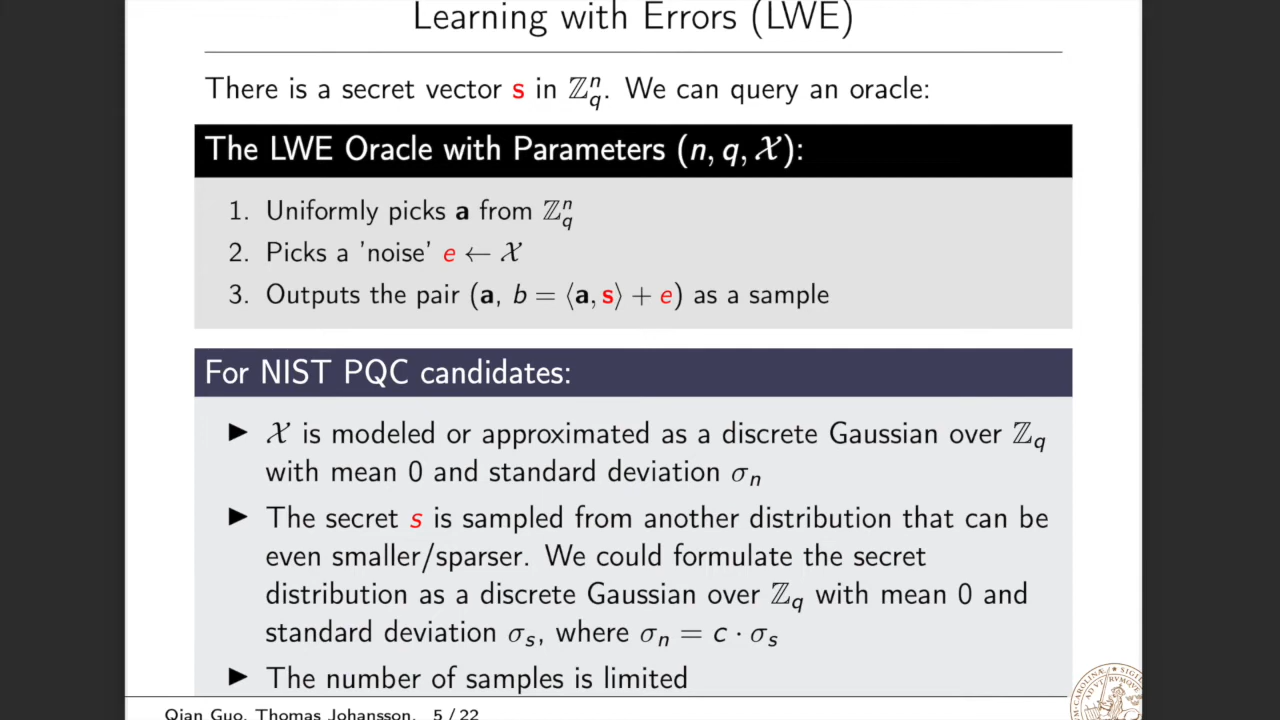 Learning with Errors (LWE)
There is a secret vector s in ℤ_q^n. We can query an oracle:
The LWE Oracle with Parameters (n, q, 𝒳):
1. Uniformly picks a from ℤ_q^n
2. Picks a 'noise' e ← 𝒳
3. Outputs the pair (a, b = ⟨a, s⟩ + e) as a sample
For NIST PQC candidates:
▶ 𝒳 is modeled or approximated as a discrete Gaussian over ℤ_q
with mean 0 and standard deviation σ_n
▶ The secret s is sampled from another distribution that can be
even smaller/sparser. We could formulate the secret
distribution as a discrete Gaussian over ℤ_q with mean 0 and
standard deviation σ_s, where σ_n = c · σ_s
▶ The number of samples is limited
Qian Guo, Thomas Johansson, 5 / 22